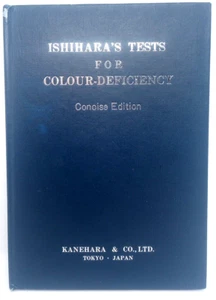 ISHIHARA'S TESTS
FOR
COLOUR-DEFICIENCY
Concise Edition
KANEHARA & CO., LTD.
TOKYO - JAPAN